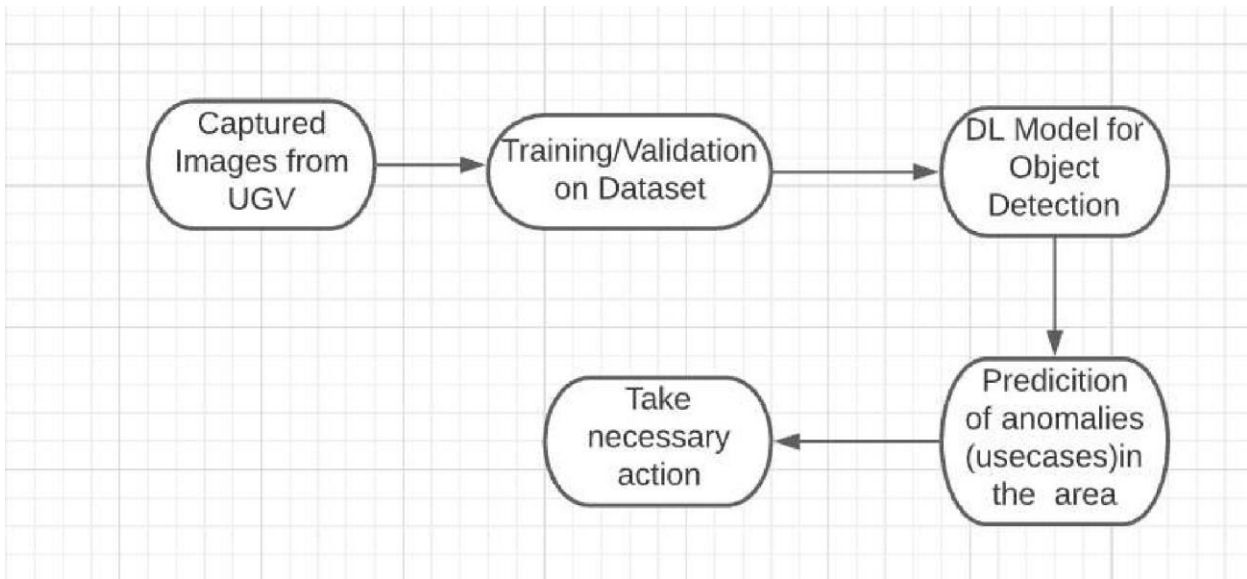 Captured
Images from
UGV
Training/Validation
on Dataset
DL Model for
Object
Detection
Predicition
of anomalies
(usecases)in
the area
Take
necessary
action